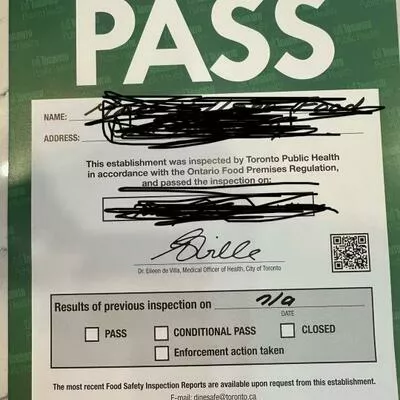 PASS
NAME:
ADDRESS:
This establishment was inspected by Toronto Public Health
in accordance with the Ontario Food Premises Regulation,
and passed the inspection on:
Dr. Eileen de Villa, Medical Officer of Health, City of Toronto
Results of previous inspection on n/a
DATE
PASS CONDITIONAL PASS CLOSED
Enforcement action taken
The most recent Food Safety Inspection Reports are available upon request from this establishment.
E-mail: dinesafe@toronto.ca